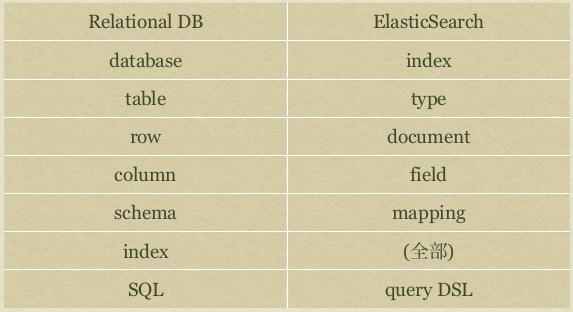 Relational DB ElasticSearch
database index
table type
row document
column field
schema mapping
index (全部)
SQL query DSL